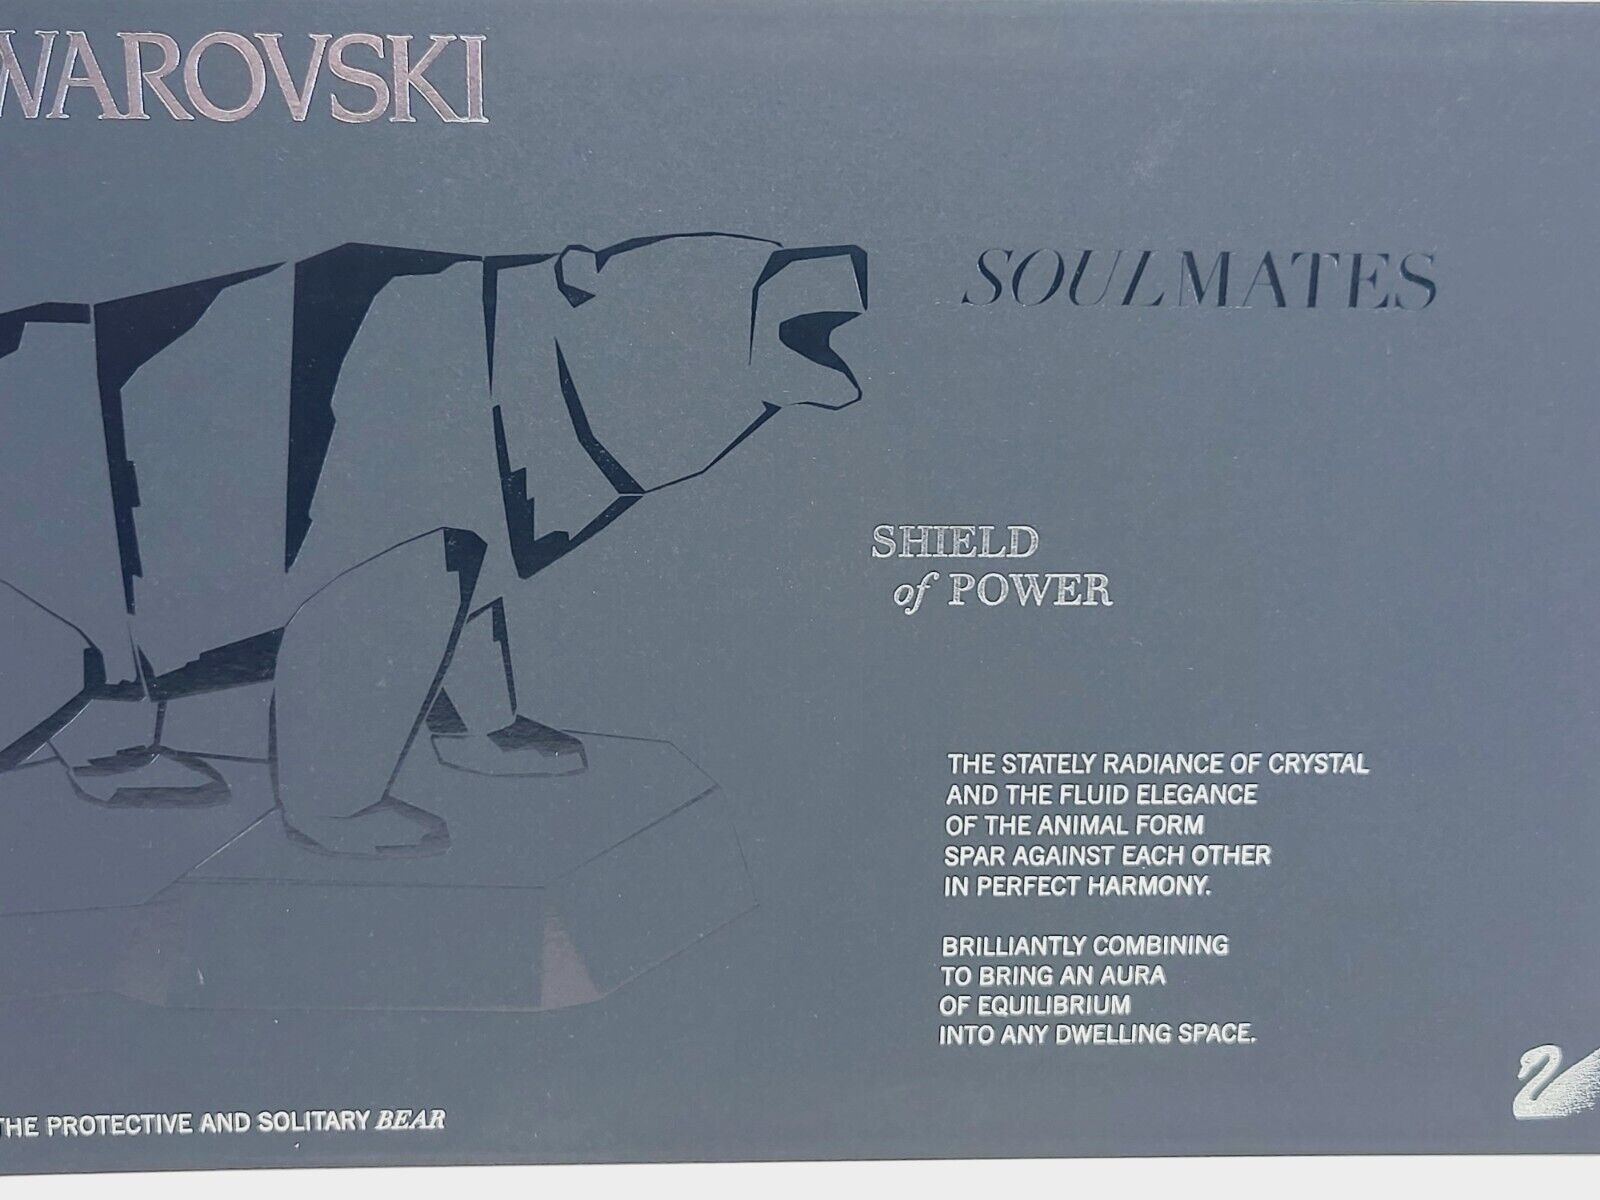 WAROVSKI
SOULMATES
SHIELD
of POWER
THE STATELY RADIANCE OF CRYSTAL
AND THE FLUID ELEGANCE
OF THE ANIMAL FORM
SPAR AGAINST EACH OTHER
IN PERFECT HARMONY.
BRILLIANTLY COMBINING
TO BRING AN AURA
OF EQUILIBRIUM
INTO ANY DWELLING SPACE.
THE PROTECTIVE AND SOLITARY BEAR